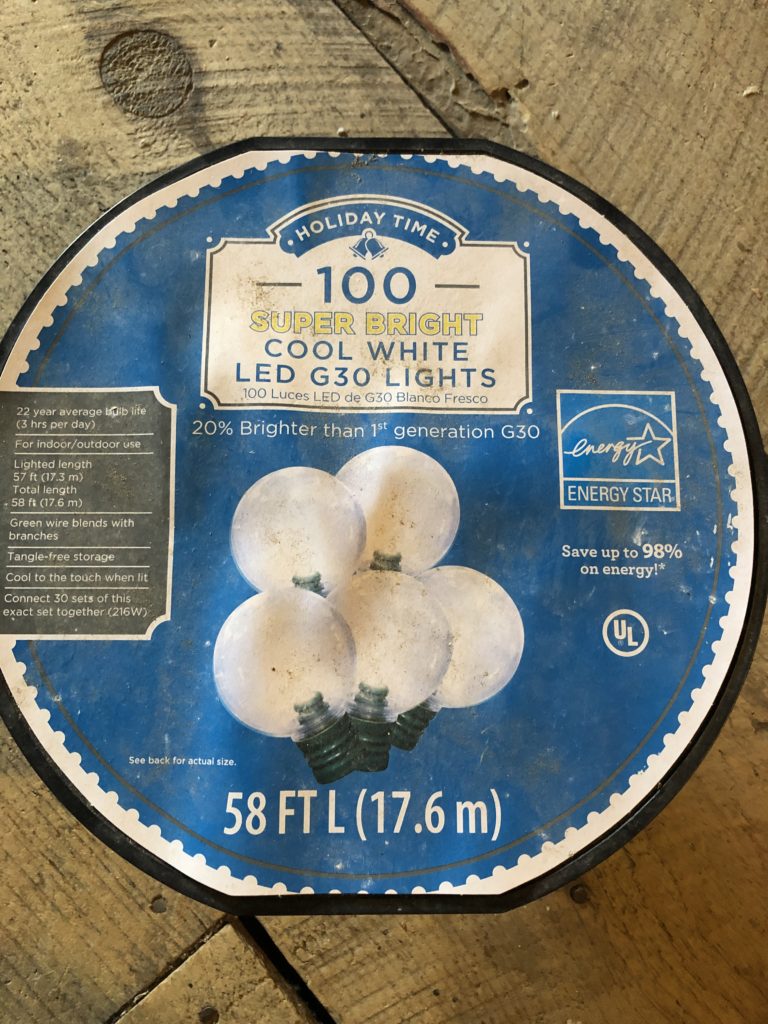 HOLIDAY TIME
100
SUPER BRIGHT
COOL WHITE
LED G30 LIGHTS
100 Luces LED de G30 Blanco Fresco
20% Brighter than 1st generation G30
22 year average bulb life
(3 hrs per day)
For indoor/outdoor use
Lighted length
57 ft (17.3 m)
Total length
58 ft (17.6 m)
Green wire blends with
branches
Tangle-free storage
Cool to the touch when lit
Connect 30 sets of this
exact set together (216W)
energy
ENERGY STAR
Save up to 98%
on energy!*
UL
See back for actual size.
58 FT L (17.6 m)